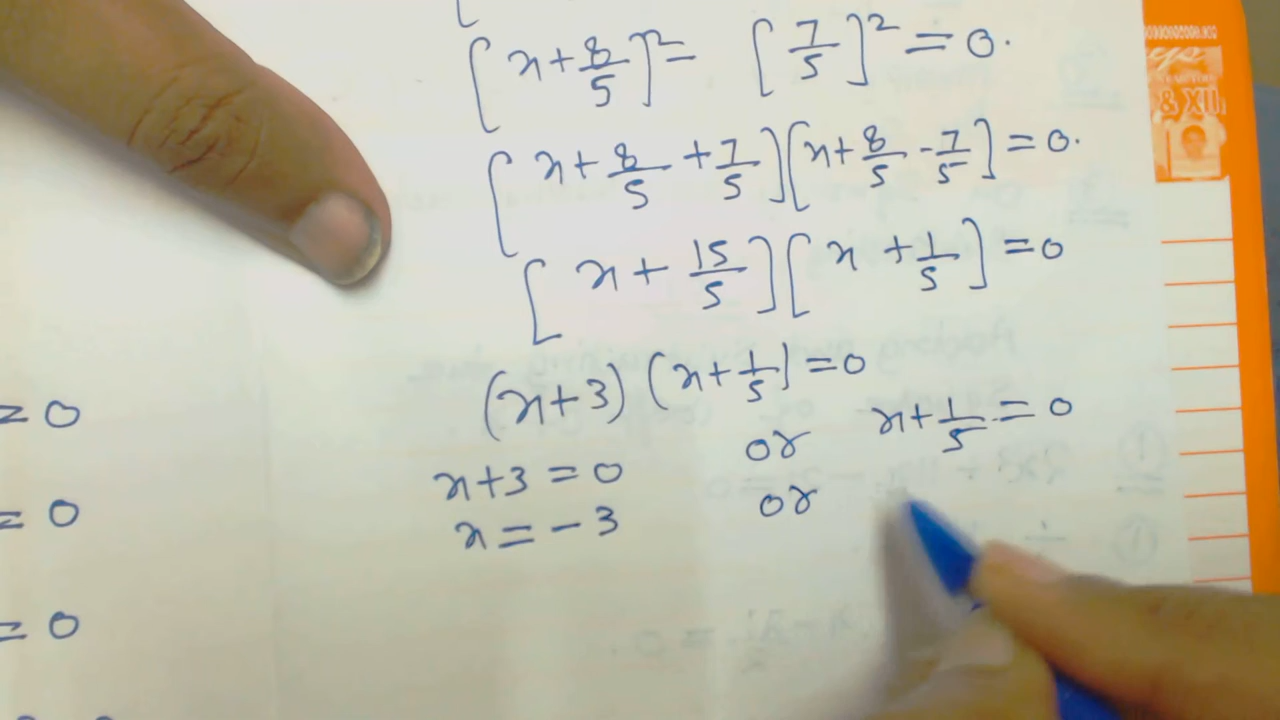 [x+8/5]²= [7/5]²=0.
[x+8/5+7/5][x+8/5-7/5]=0.
[x+15/5][x+1/5]=0
(x+3)(x+1/5)=0
x+3=0 or x+1/5=0
x=-3 or
=0
=0
=0
& XII